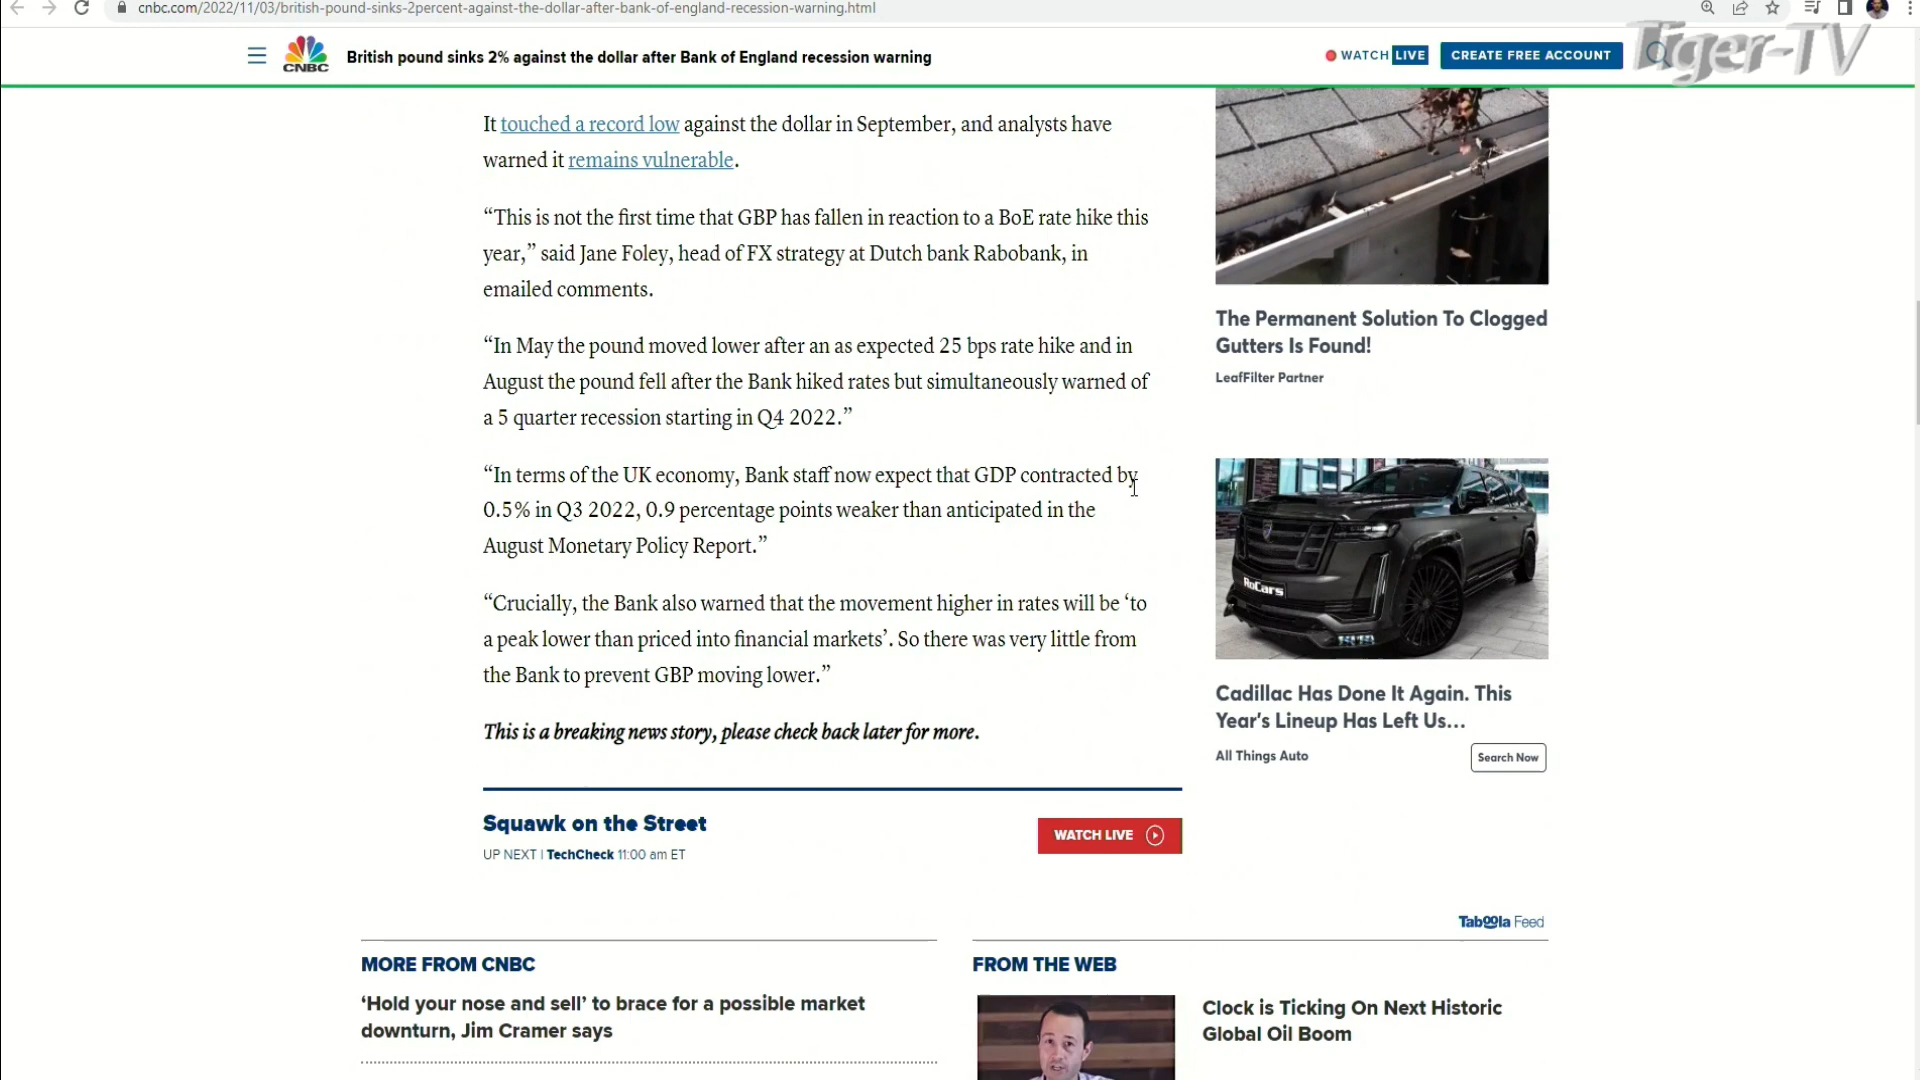 cnbc.com/2022/11/03/british-pound-sinks-2percent-against-the-dollar-after-bank-of-england-recession-warning.html
Tiger-TV
CNBC
British pound sinks 2% against the dollar after Bank of England recession warning
WATCH LIVE
CREATE FREE ACCOUNT
It touched a record low against the dollar in September, and analysts have
warned it remains vulnerable.
“This is not the first time that GBP has fallen in reaction to a BoE rate hike this
year,” said Jane Foley, head of FX strategy at Dutch bank Rabobank, in
emailed comments.
“In May the pound moved lower after an as expected 25 bps rate hike and in
August the pound fell after the Bank hiked rates but simultaneously warned of
a 5 quarter recession starting in Q4 2022.”
“In terms of the UK economy, Bank staff now expect that GDP contracted by
0.5% in Q3 2022, 0.9 percentage points weaker than anticipated in the
August Monetary Policy Report.”
“Crucially, the Bank also warned that the movement higher in rates will be ‘to
a peak lower than priced into financial markets’. So there was very little from
the Bank to prevent GBP moving lower.”
This is a breaking news story, please check back later for more.
Squawk on the Street
UP NEXT | TechCheck 11:00 am ET
WATCH LIVE
The Permanent Solution To Clogged
Gutters Is Found!
LeafFilter Partner
RoCars
Cadillac Has Done It Again. This
Year's Lineup Has Left Us...
All Things Auto
Search Now
Taboola Feed
MORE FROM CNBC
‘Hold your nose and sell’ to brace for a possible market
downturn, Jim Cramer says
FROM THE WEB
Clock is Ticking On Next Historic
Global Oil Boom